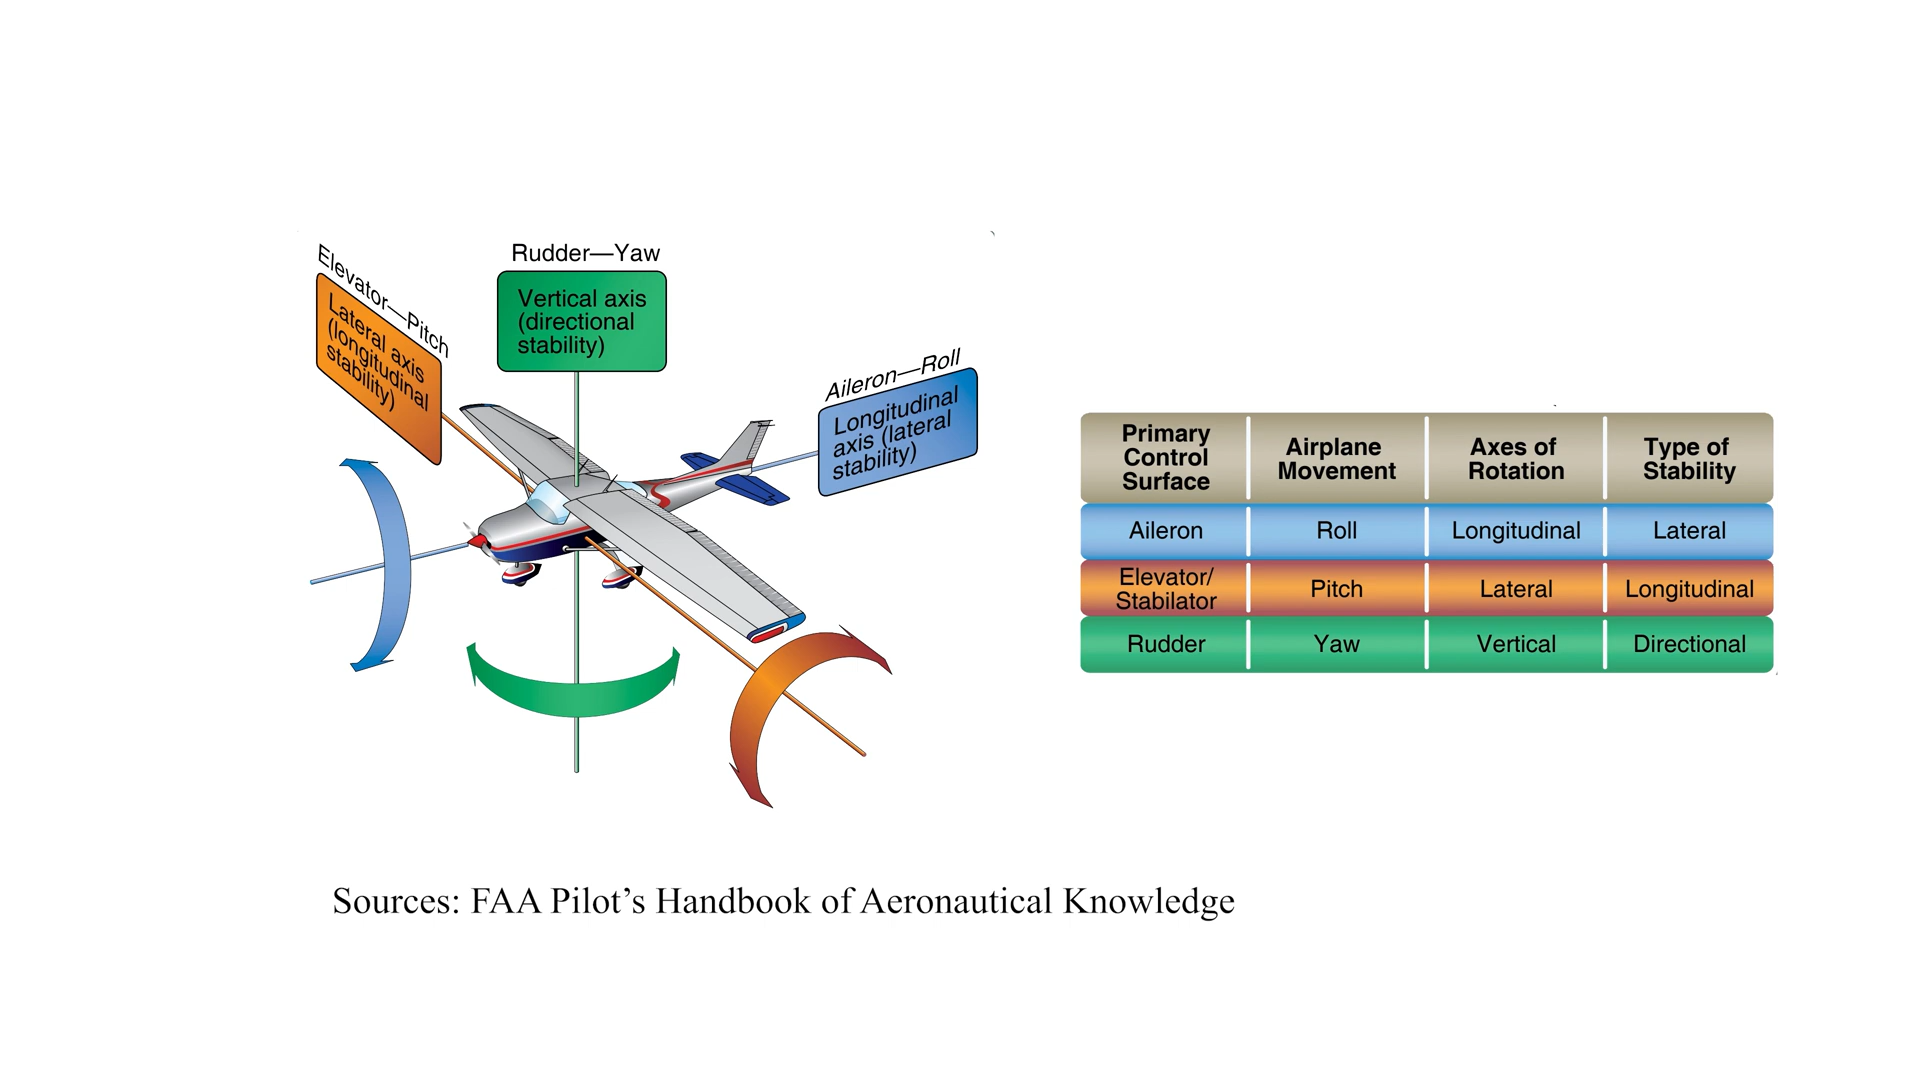 Elevator—Pitch
Lateral axis
(longitudinal
stability)
Rudder—Yaw
Vertical axis
(directional
stability)
Aileron—Roll
Longitudinal
axis (lateral
stability)
Primary
Control
Surface
Airplane
Movement
Axes of
Rotation
Type of
Stability
Aileron
Roll
Longitudinal
Lateral
Elevator/
Stabilator
Pitch
Lateral
Longitudinal
Rudder
Yaw
Vertical
Directional
Sources: FAA Pilot’s Handbook of Aeronautical Knowledge